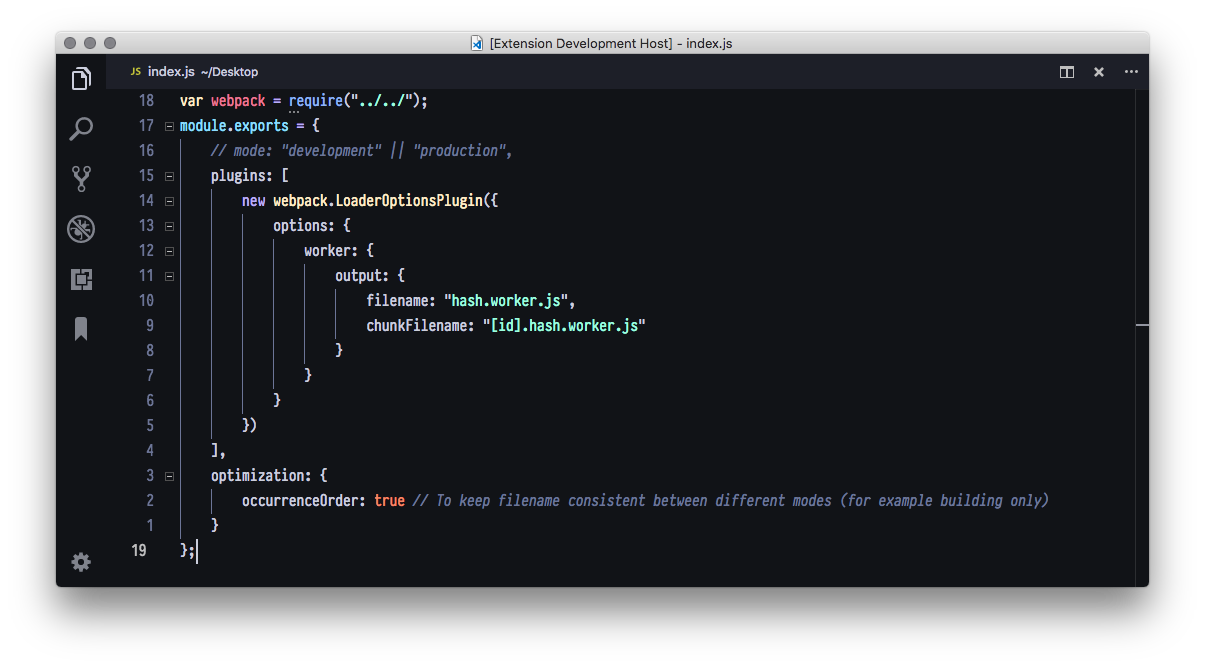 [Extension Development Host] - index.js
JS index.js ~/Desktop
18 var webpack = require("../../");
17 module.exports = {
16 // mode: "development" || "production",
15 plugins: [
14 new webpack.LoaderOptionsPlugin({
13 options: {
12 worker: {
11 output: {
10 filename: "hash.worker.js",
9 chunkFilename: "[id].hash.worker.js"
8 }
7 }
6 }
5 })
4 ],
3 optimization: {
2 occurrenceOrder: true // To keep filename consistent between different modes (for example building only)
1 }
19 };